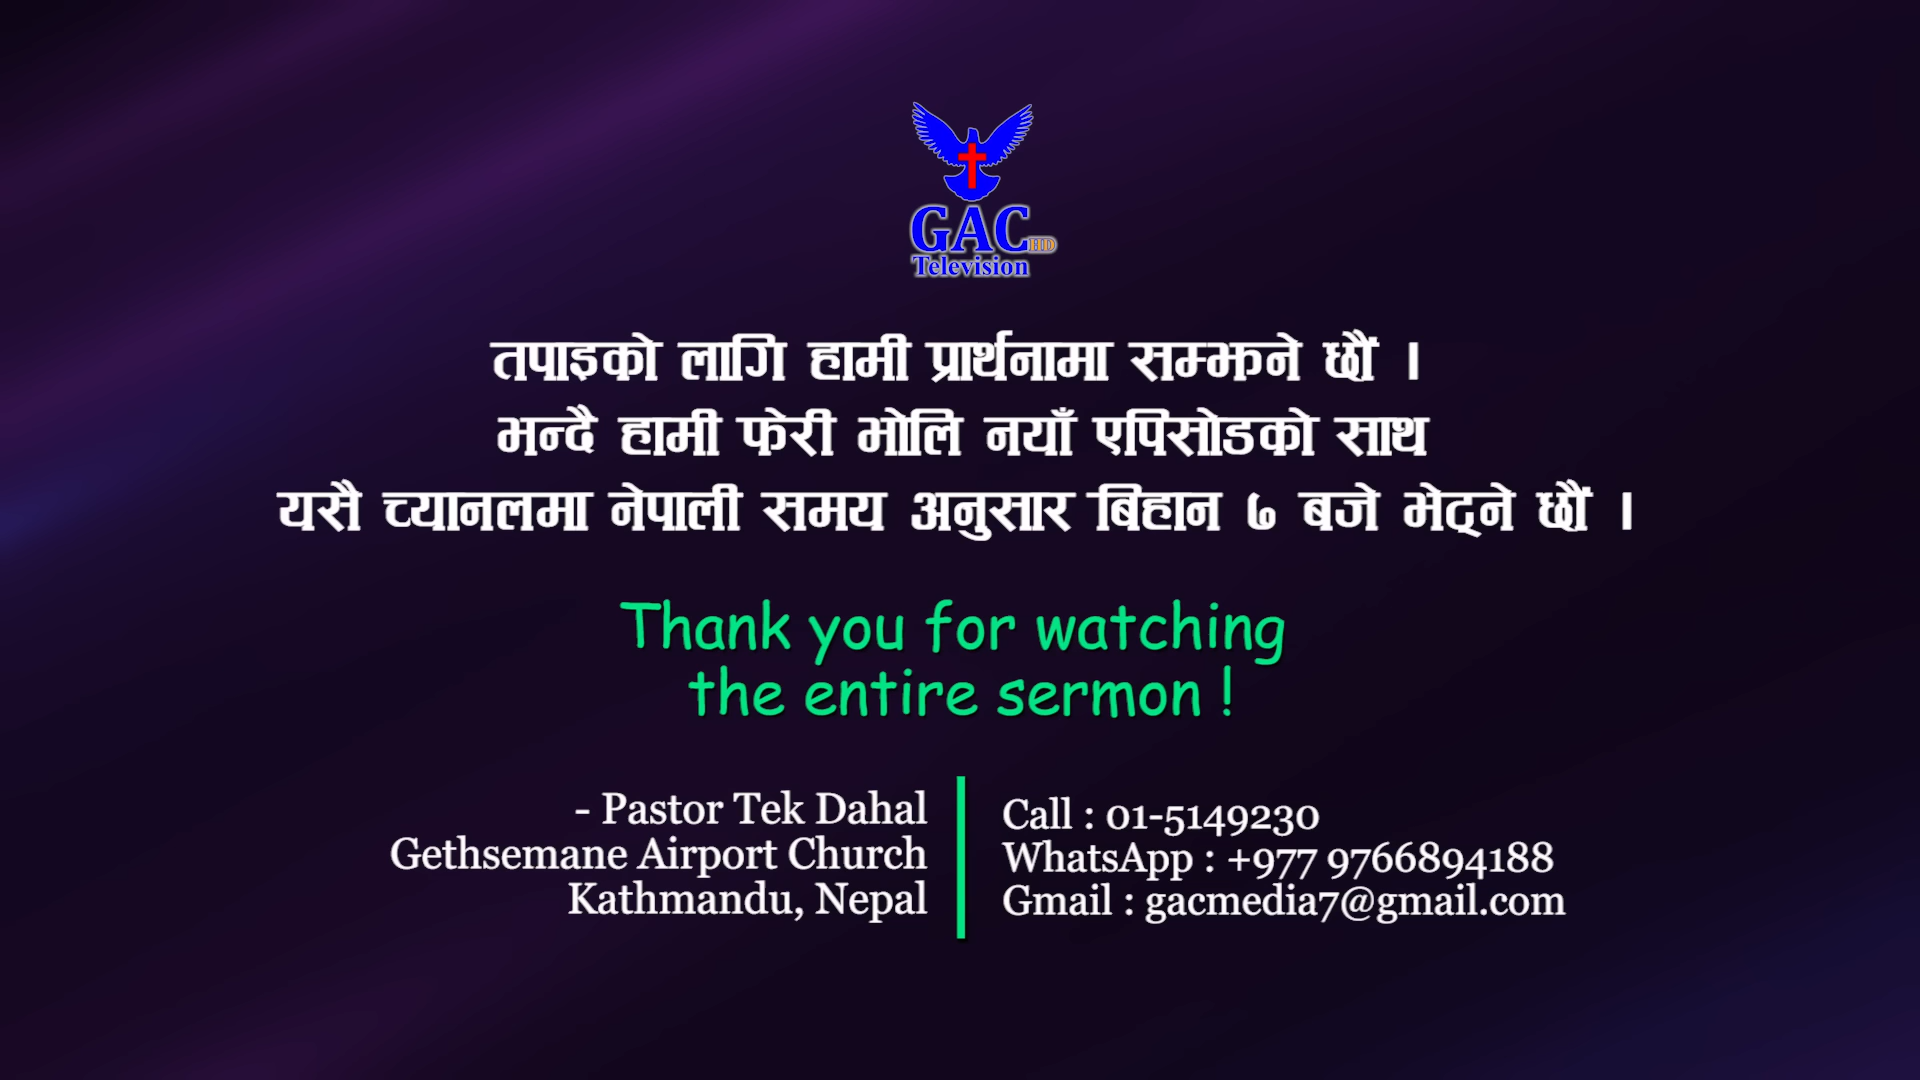 GAC HD
Television
तपाइको लागि हामी प्रार्थनामा सम्झने छौं ।
भन्दै हामी फेरी भोलि नयाँ एपिसोडको साथ
यसै च्यानलमा नेपाली समय अनुसार बिहान ७ बजे भेट्ने छौं ।
Thank you for watching
the entire sermon !
- Pastor Tek Dahal
Gethsemane Airport Church
Kathmandu, Nepal
Call : 01-5149230
WhatsApp : +977 9766894188
Gmail : gacmedia7@gmail.com